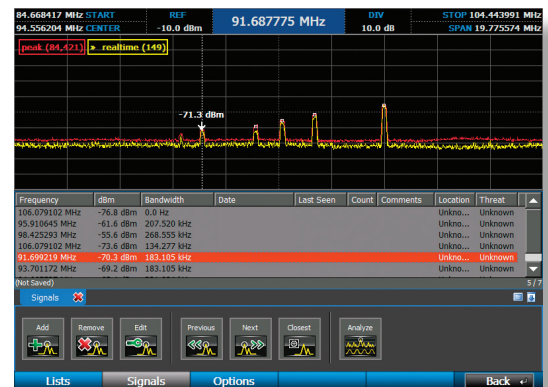 84.668417 MHz START REF 91.687775 MHz DIV STOP 104.443991 MHz
94.556204 MHz CENTER -10.0 dBm 10.0 dB SPAN 19.775574 MHz
peak (84,421) » realtime (149)
-71.3 dBm
Frequency dBm Bandwidth Date Last Seen Count Comments Location Threat
106.079102 MHz -76.8 dBm 0.0 Hz Unkno... Unknown
95.910645 MHz -61.6 dBm 207.520 kHz Unkno... Unknown
98.425293 MHz -55.6 dBm 268.555 kHz Unkno... Unknown
106.079102 MHz -73.6 dBm 134.277 kHz Unkno... Unknown
91.699219 MHz -70.3 dBm 183.105 kHz Unkno... Unknown
93.701172 MHz -69.2 dBm 183.105 kHz Unkno... Unknown
(Not Saved) 5 / 7
Signals
Add Remove Edit Previous Next Closest Analyze
Lists Signals Options Back